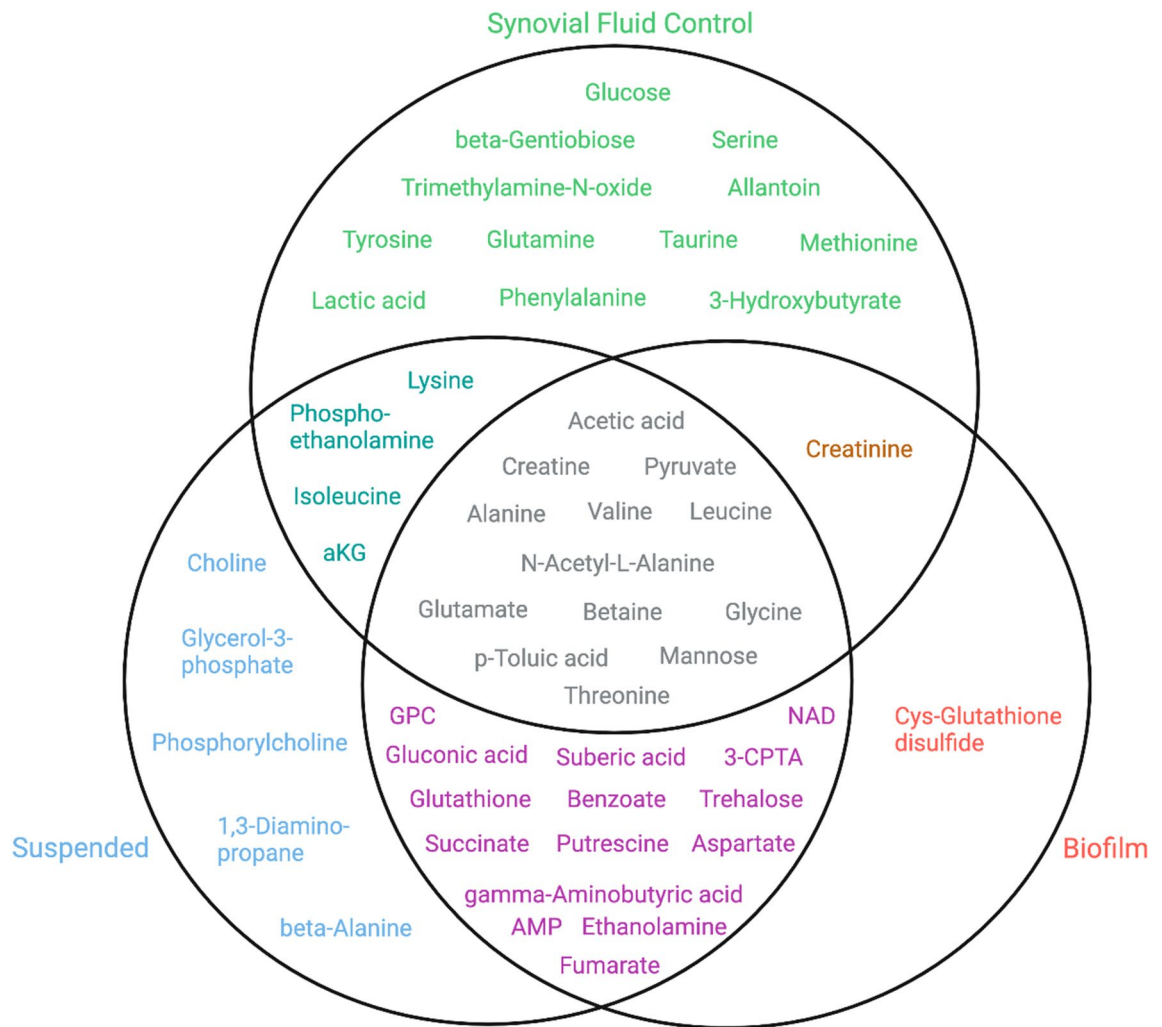 Synovial Fluid Control
Glucose
beta-Gentiobiose Serine
Trimethylamine-N-oxide Allantoin
Tyrosine Glutamine Taurine Methionine
Lactic acid Phenylalanine 3-Hydroxybutyrate
Lysine
Phospho-
ethanolamine
Isoleucine
aKG
Acetic acid
Creatine Pyruvate
Alanine Valine Leucine
N-Acetyl-L-Alanine
Glutamate Betaine Glycine
p-Toluic acid Mannose
Threonine
Creatinine
Choline
Glycerol-3-
phosphate
Phosphorylcholine
1,3-Diamino-
propane
beta-Alanine
Suspended
GPC NAD
Gluconic acid Suberic acid 3-CPTA
Glutathione Benzoate Trehalose
Succinate Putrescine Aspartate
gamma-Aminobutyric acid
AMP Ethanolamine
Fumarate
Cys-Glutathione
disulfide
Biofilm